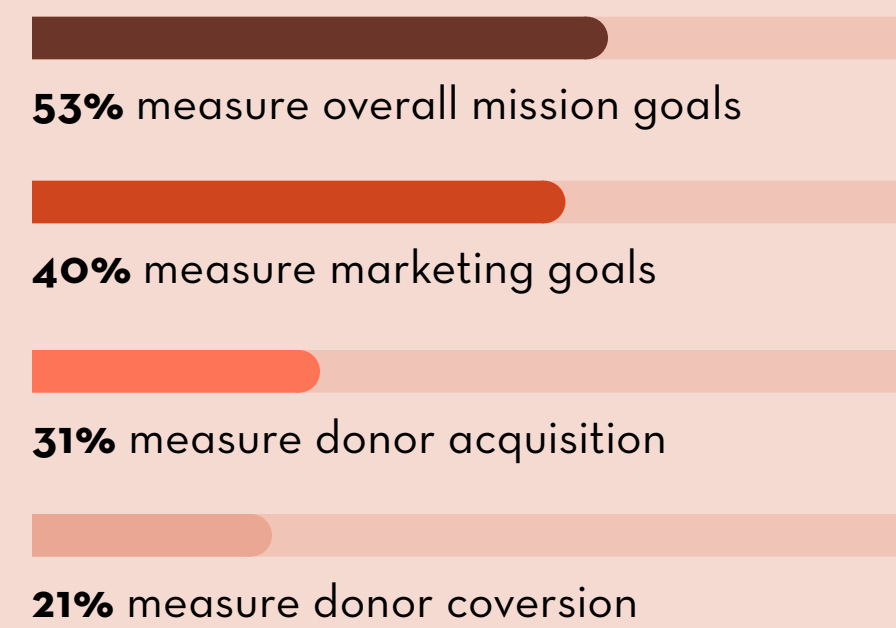 53% measure overall mission goals
40% measure marketing goals
31% measure donor acquisition
21% measure donor coversion